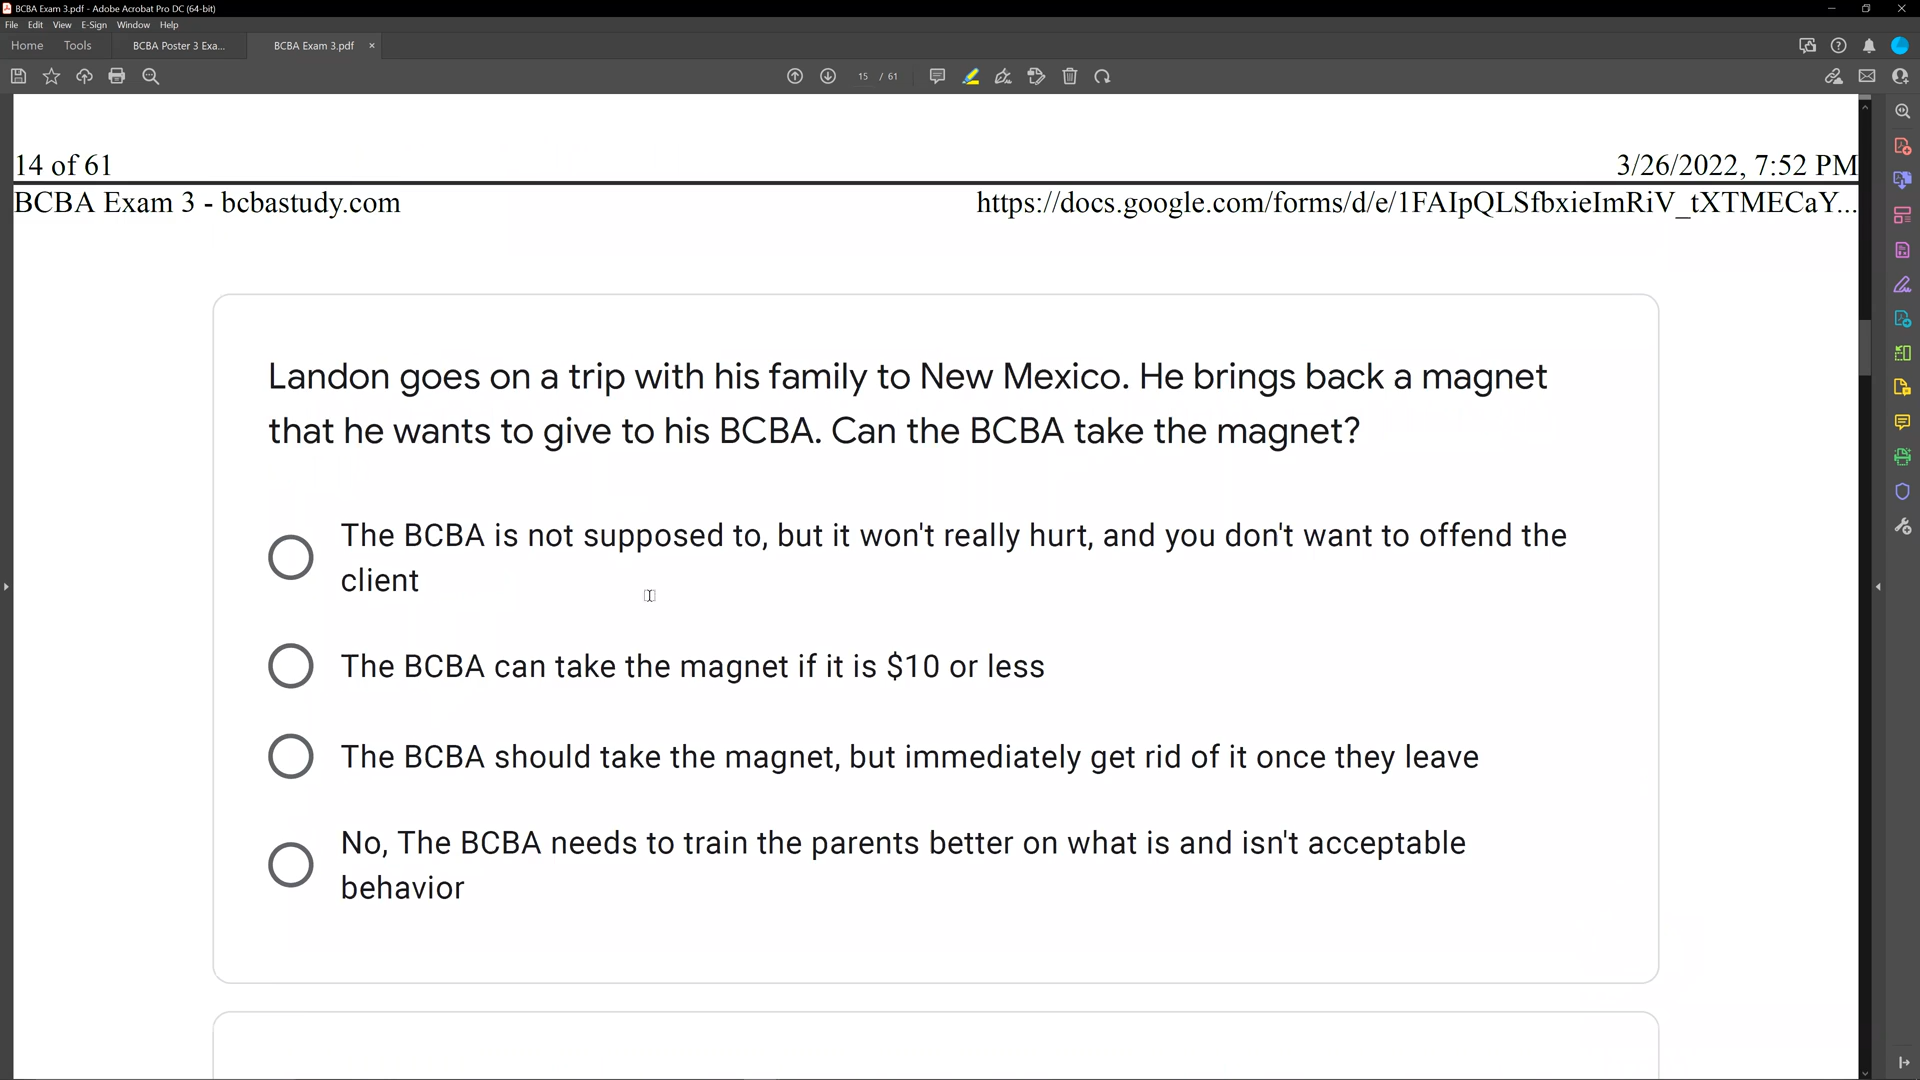 BCBA Exam 3.pdf - Adobe Acrobat Pro DC (64-bit)
File Edit View E-Sign Window Help
Home Tools BCBA Poster 3 Exa... BCBA Exam 3.pdf ×
15 / 61
14 of 61 3/26/2022, 7:52 PM
BCBA Exam 3 - bcbastudy.com https://docs.google.com/forms/d/e/1FAIpQLSfbxieImRiV_tXTMECaY...
Landon goes on a trip with his family to New Mexico. He brings back a magnet
that he wants to give to his BCBA. Can the BCBA take the magnet?
The BCBA is not supposed to, but it won't really hurt, and you don't want to offend the
client
The BCBA can take the magnet if it is $10 or less
The BCBA should take the magnet, but immediately get rid of it once they leave
No, The BCBA needs to train the parents better on what is and isn't acceptable
behavior